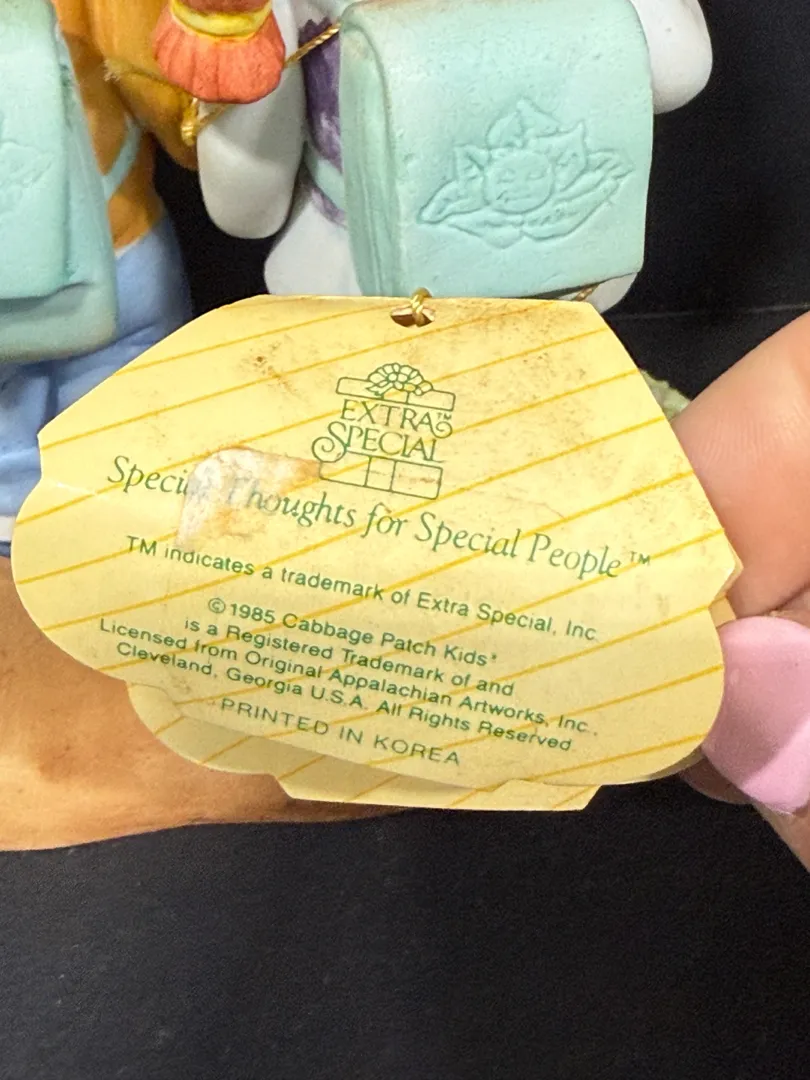 EXTRA™
SPECIAL
Special Thoughts for Special People™
TM indicates a trademark of Extra Special, Inc.
©1985 Cabbage Patch Kids®
is a Registered Trademark of and
Licensed from Original Appalachian Artworks, Inc.,
Cleveland, Georgia U.S.A. All Rights Reserved
PRINTED IN KOREA